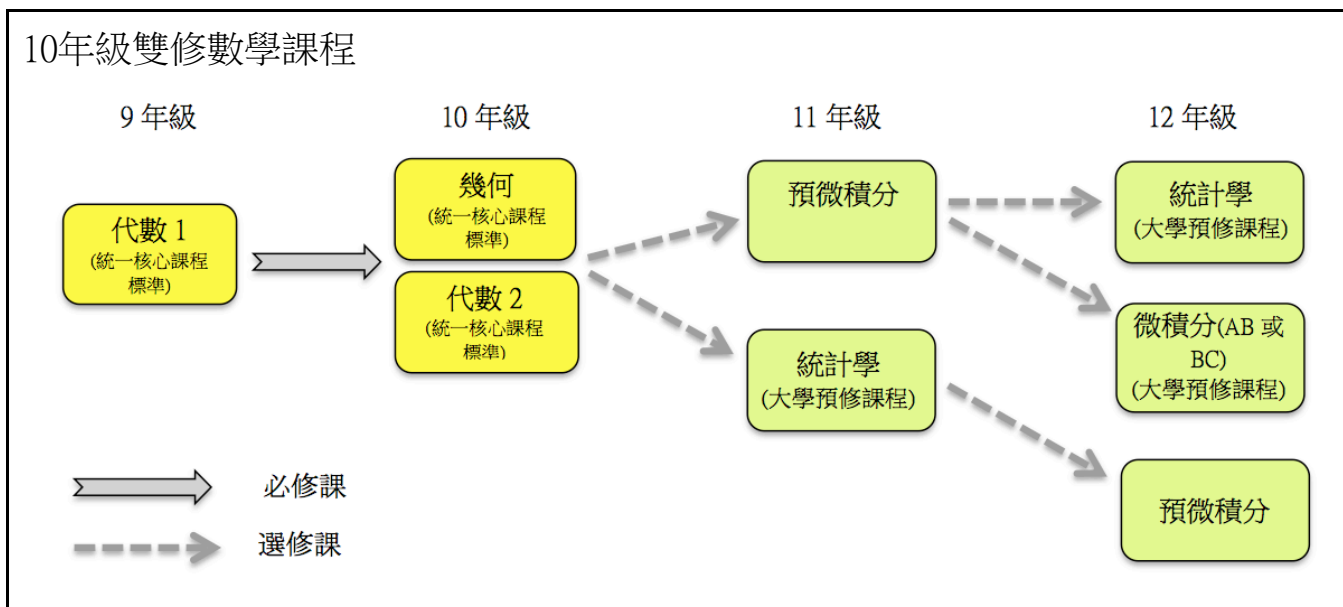 10年級雙修數學課程
9 年級
10 年級
11 年級
12 年級
代數 1
(統一核心課程
標準)
幾何
(統一核心課程
標準)
代數 2
(統一核心課程
標準)
預微積分
統計學
(大學預修課程)
統計學
(大學預修課程)
微積分(AB 或
BC)
(大學預修課程)
預微積分
必修課
選修課